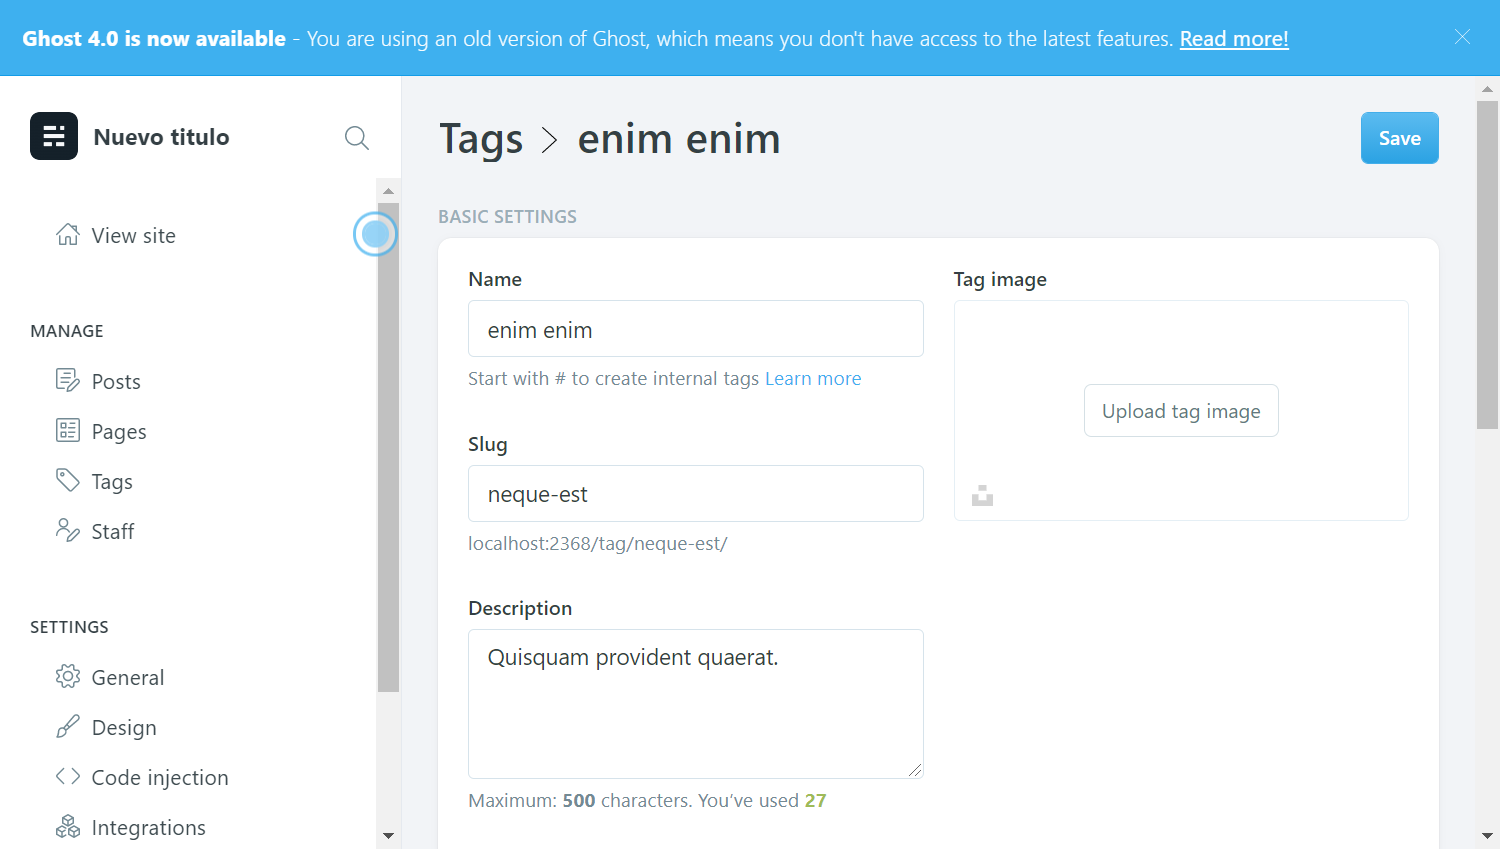 Ghost 4.0 is now available - You are using an old version of Ghost, which means you don't have access to the latest features. Read more!
Nuevo titulo
View site
MANAGE
Posts
Pages
Tags
Staff
SETTINGS
General
Design
Code injection
Integrations
Tags > enim enim
Save
BASIC SETTINGS
Name
enim enim
Start with # to create internal tags Learn more
Slug
neque-est
localhost:2368/tag/neque-est/
Description
Quisquam provident quaerat.
Maximum: 500 characters. You’ve used 27
Tag image
Upload tag image